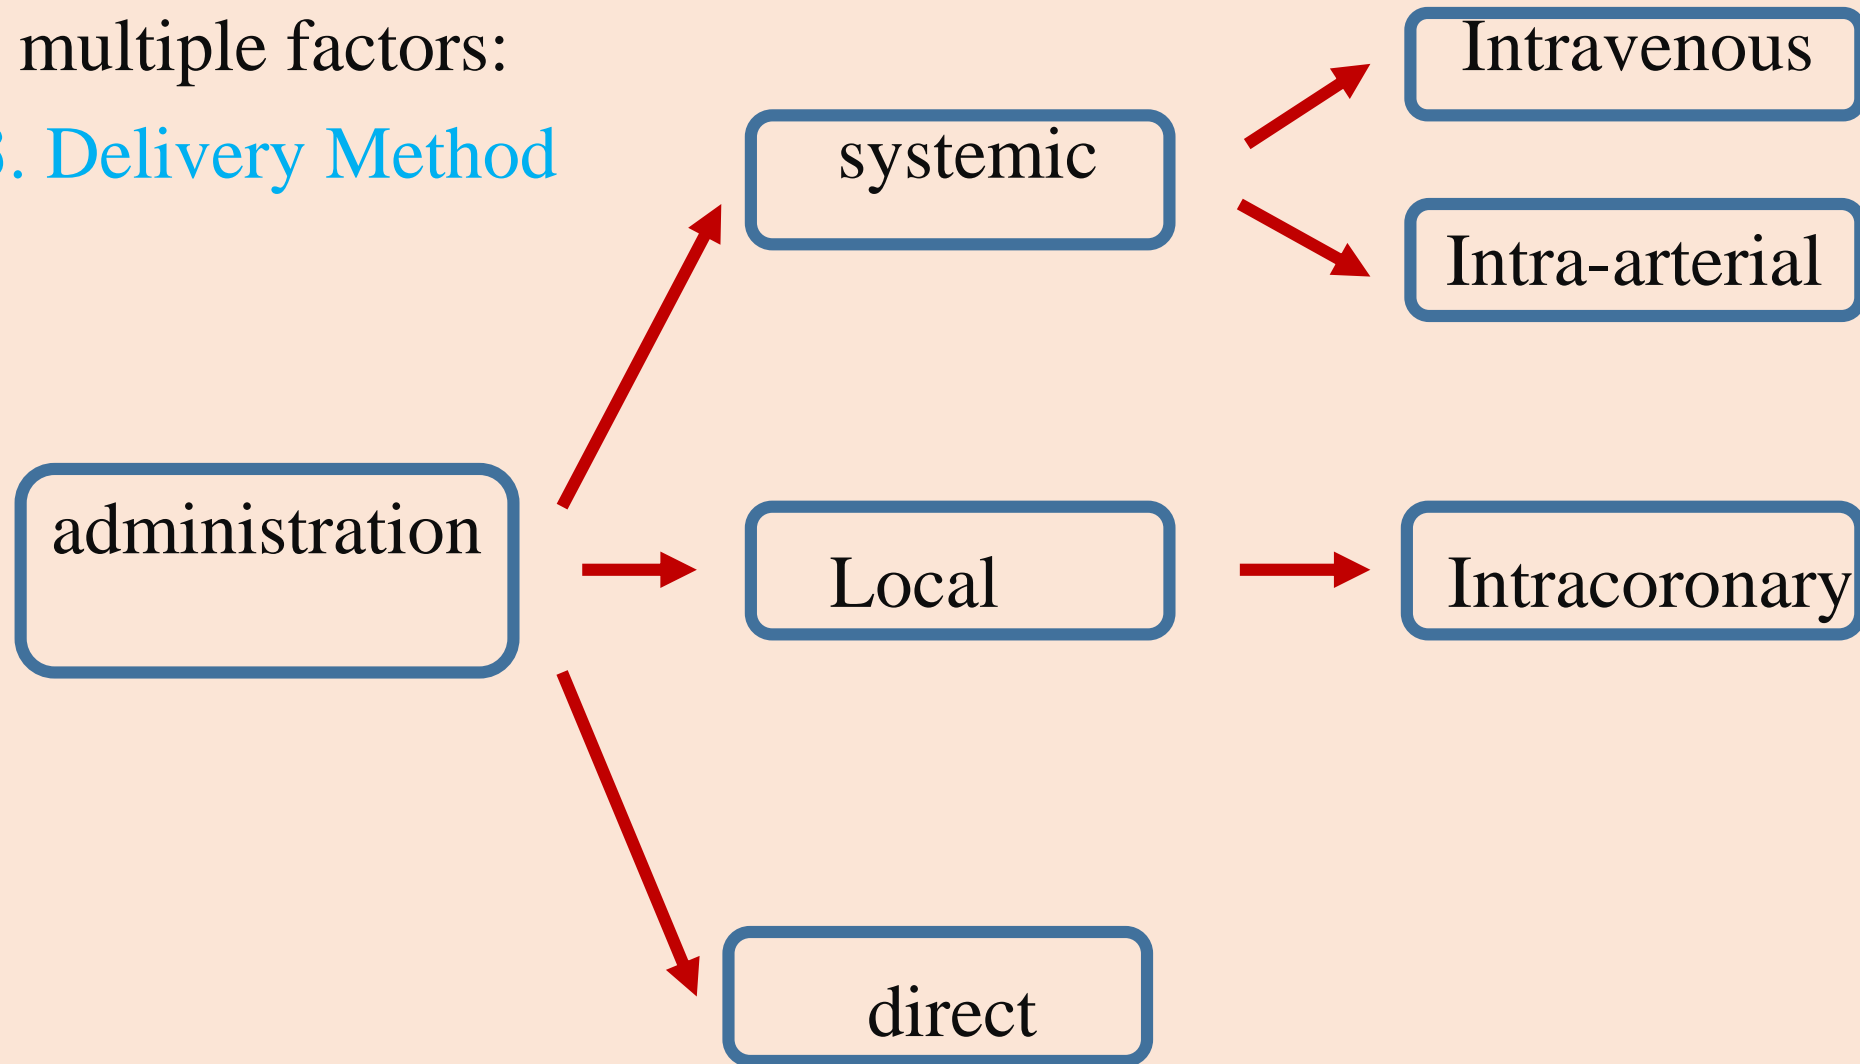 multiple factors:
. Delivery Method
systemic
Intravenous
Intra-arterial
administration
Local
Intracoronary
direct